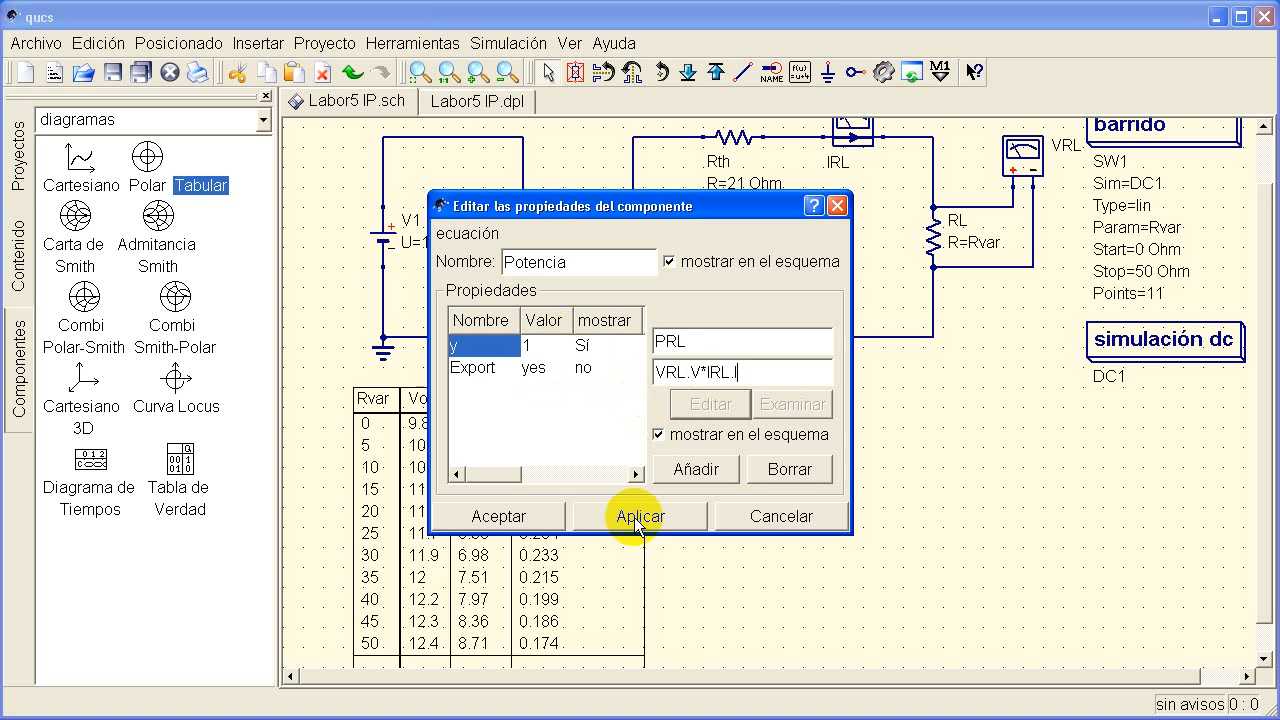 qucs
Archivo Edición Posicionado Insertar Proyecto Herramientas Simulación Ver Ayuda
NAME
f(u)
=u+ı
M1
Labor5 IP.sch
Labor5 IP.dpl
Proyectos
Contenido
Componentes
diagramas
Cartesiano
Polar
Tabular
Carta de
Smith
Admitancia
Smith
Combi
Polar-Smith
Combi
Smith-Polar
Cartesiano
3D
Curva Locus
Diagrama de
Tiempos
Tabla de
Verdad
V1
Rth
R=21 Ohm
IRL
VRL
RL
R=Rvar
barrido
SW1
Sim=DC1
Type=lin
Param=Rvar
Start=0 Ohm
Stop=50 Ohm
Points=11
simulación dc
DC1
Editar las propiedades del componente
ecuación
Nombre: Potencia mostrar en el esquema
Propiedades
Nombre Valor mostrar
y 1 Sí
Export yes no
PRL
VRL.V*IRL.I
Editar Examinar
mostrar en el esquema
Añadir Borrar
Aceptar Aplicar Cancelar
Rvar
0
5
10
15
20
25
30 11.9 6.98 0.233
35 12 7.51 0.215
40 12.2 7.97 0.199
45 12.3 8.36 0.186
50 12.4 8.71 0.174
sin avisos 0 : 0